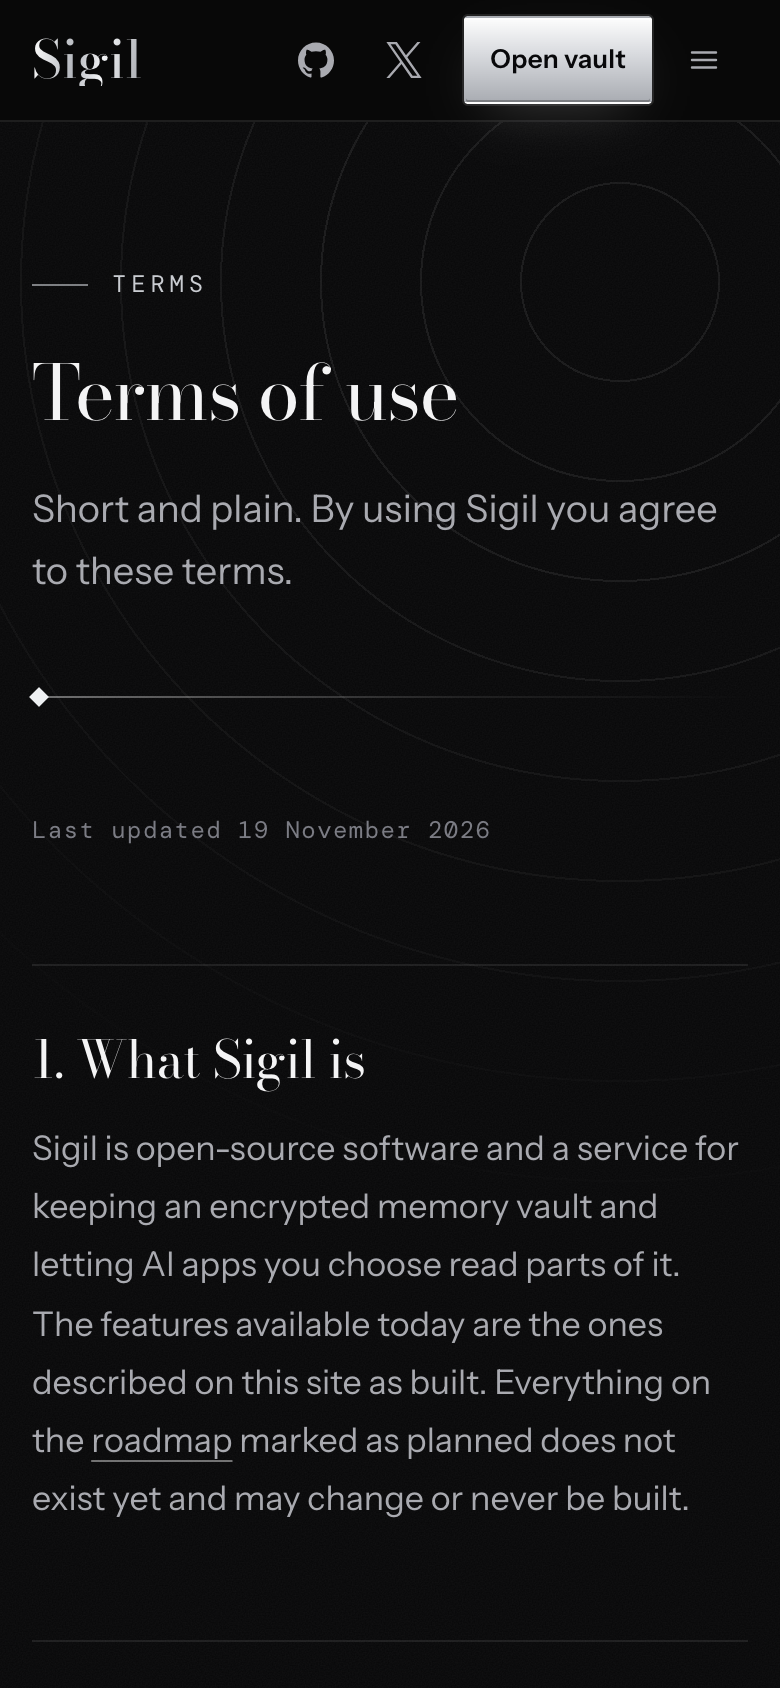 Sigil
Open vault
TERMS
Terms of use
Short and plain. By using Sigil you agree
to these terms.
Last updated 19 November 2026
1. What Sigil is
Sigil is open-source software and a service for
keeping an encrypted memory vault and
letting AI apps you choose read parts of it.
The features available today are the ones
described on this site as built. Everything on
the roadmap marked as planned does not
exist yet and may change or never be built.